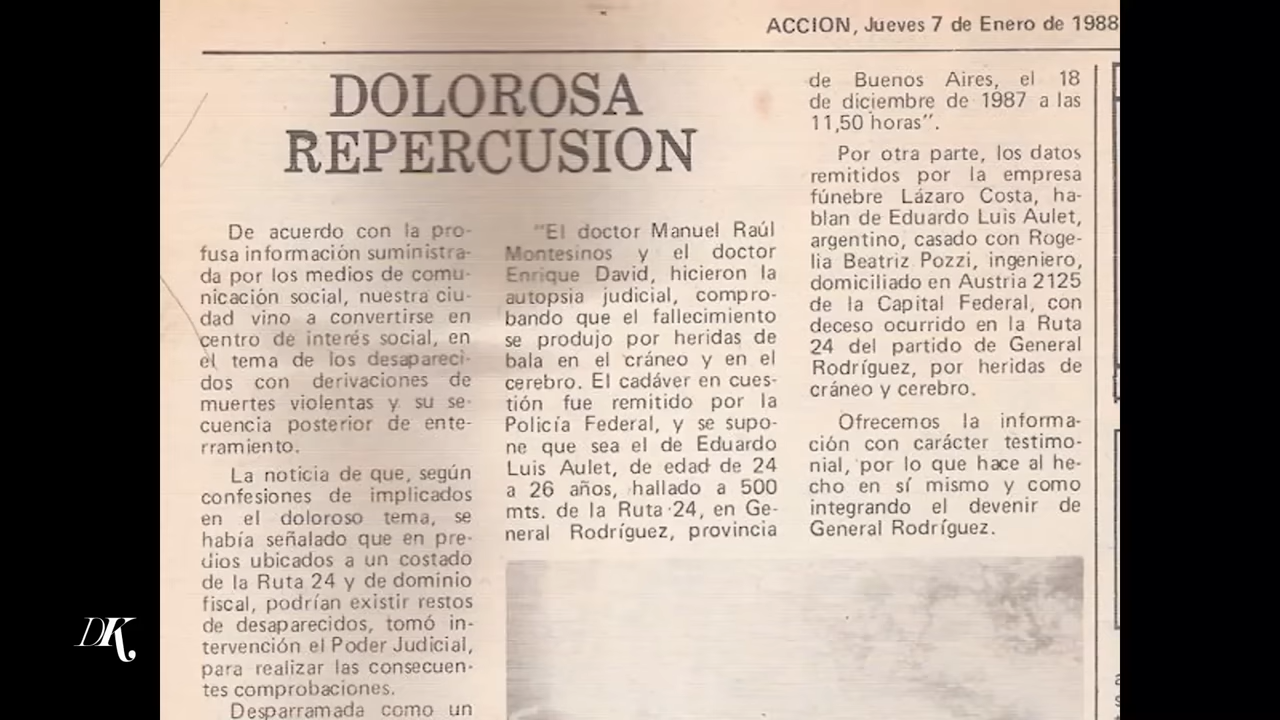 ACCION, Jueves 7 de Enero de 1988
DOLOROSA
REPERCUSION
De acuerdo con la pro-
fusa información suministra-
da por los medios de comu-
nicación social, nuestra ciu-
dad vino a convertirse en
centro de interés social, en
el tema de los desapareci-
dos con derivaciones de
muertes violentas y su se-
cuencia posterior de ente-
rramiento.
La noticia de que, según
confesiones de implicados
en el doloroso tema, se
había señalado que en pre-
dios ubicados a un costado
de la Ruta 24 y de dominio
fiscal, podrían existir restos
de desaparecidos, tomó in-
tervención el Poder Judicial,
para realizar las consecuen-
tes comprobaciones.
Desparramada como un
"El doctor Manuel Raúl
Montesinos y el doctor
Enrique David, hicieron la
autopsia judicial, compro-
bando que el fallecimiento
se produjo por heridas de
bala en el cráneo y en el
cerebro. El cadáver en cues-
tión fue remitido por la
Policía Federal, y se supo-
ne que sea el de Eduardo
Luis Aulet, de edad de 24
a 26 años, hallado a 500
mts. de la Ruta 24, en Ge-
neral Rodríguez, provincia
de Buenos Aires, el 18
de diciembre de 1987 a las
11,50 horas".
Por otra parte, los datos
remitidos por la empresa
fúnebre Lázaro Costa, ha-
blan de Eduardo Luis Aulet,
argentino, casado con Roge-
lia Beatriz Pozzi, ingeniero,
domiciliado en Austria 2125
de la Capital Federal, con
deceso ocurrido en la Ruta
24 del partido de General
Rodríguez, por heridas de
cráneo y cerebro.
Ofrecemos la informa-
ción con carácter testimo-
nial, por lo que hace al he-
cho en sí mismo y como
integrando el devenir de
General Rodríguez.
DK